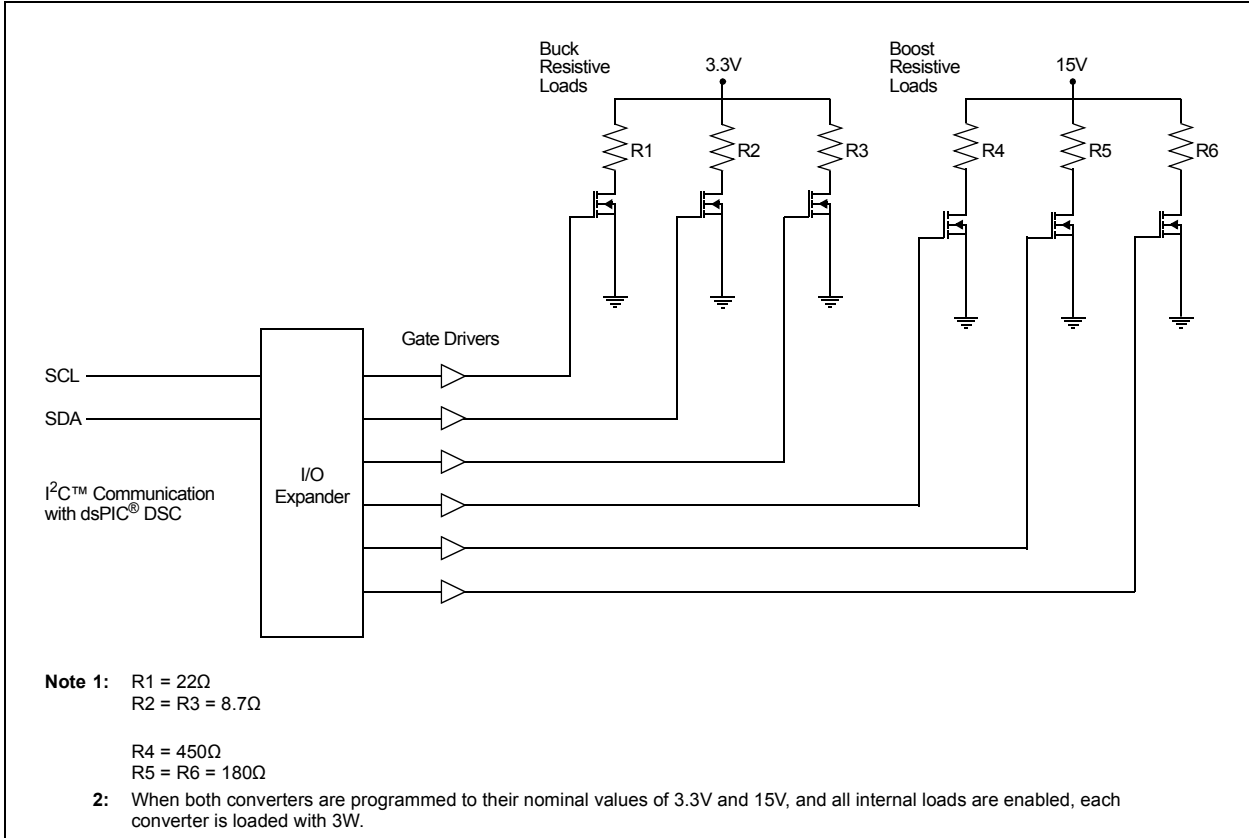 Buck
Resistive
Loads
3.3V
Boost
Resistive
Loads
15V
R1
R2
R3
R4
R5
R6
Gate Drivers
SCL
SDA
I/O
Expander
I2C™ Communication
with dsPIC® DSC
Note 1: R1 = 22Ω
R2 = R3 = 8.7Ω
R4 = 450Ω
R5 = R6 = 180Ω
2: When both converters are programmed to their nominal values of 3.3V and 15V, and all internal loads are enabled, each
converter is loaded with 3W.